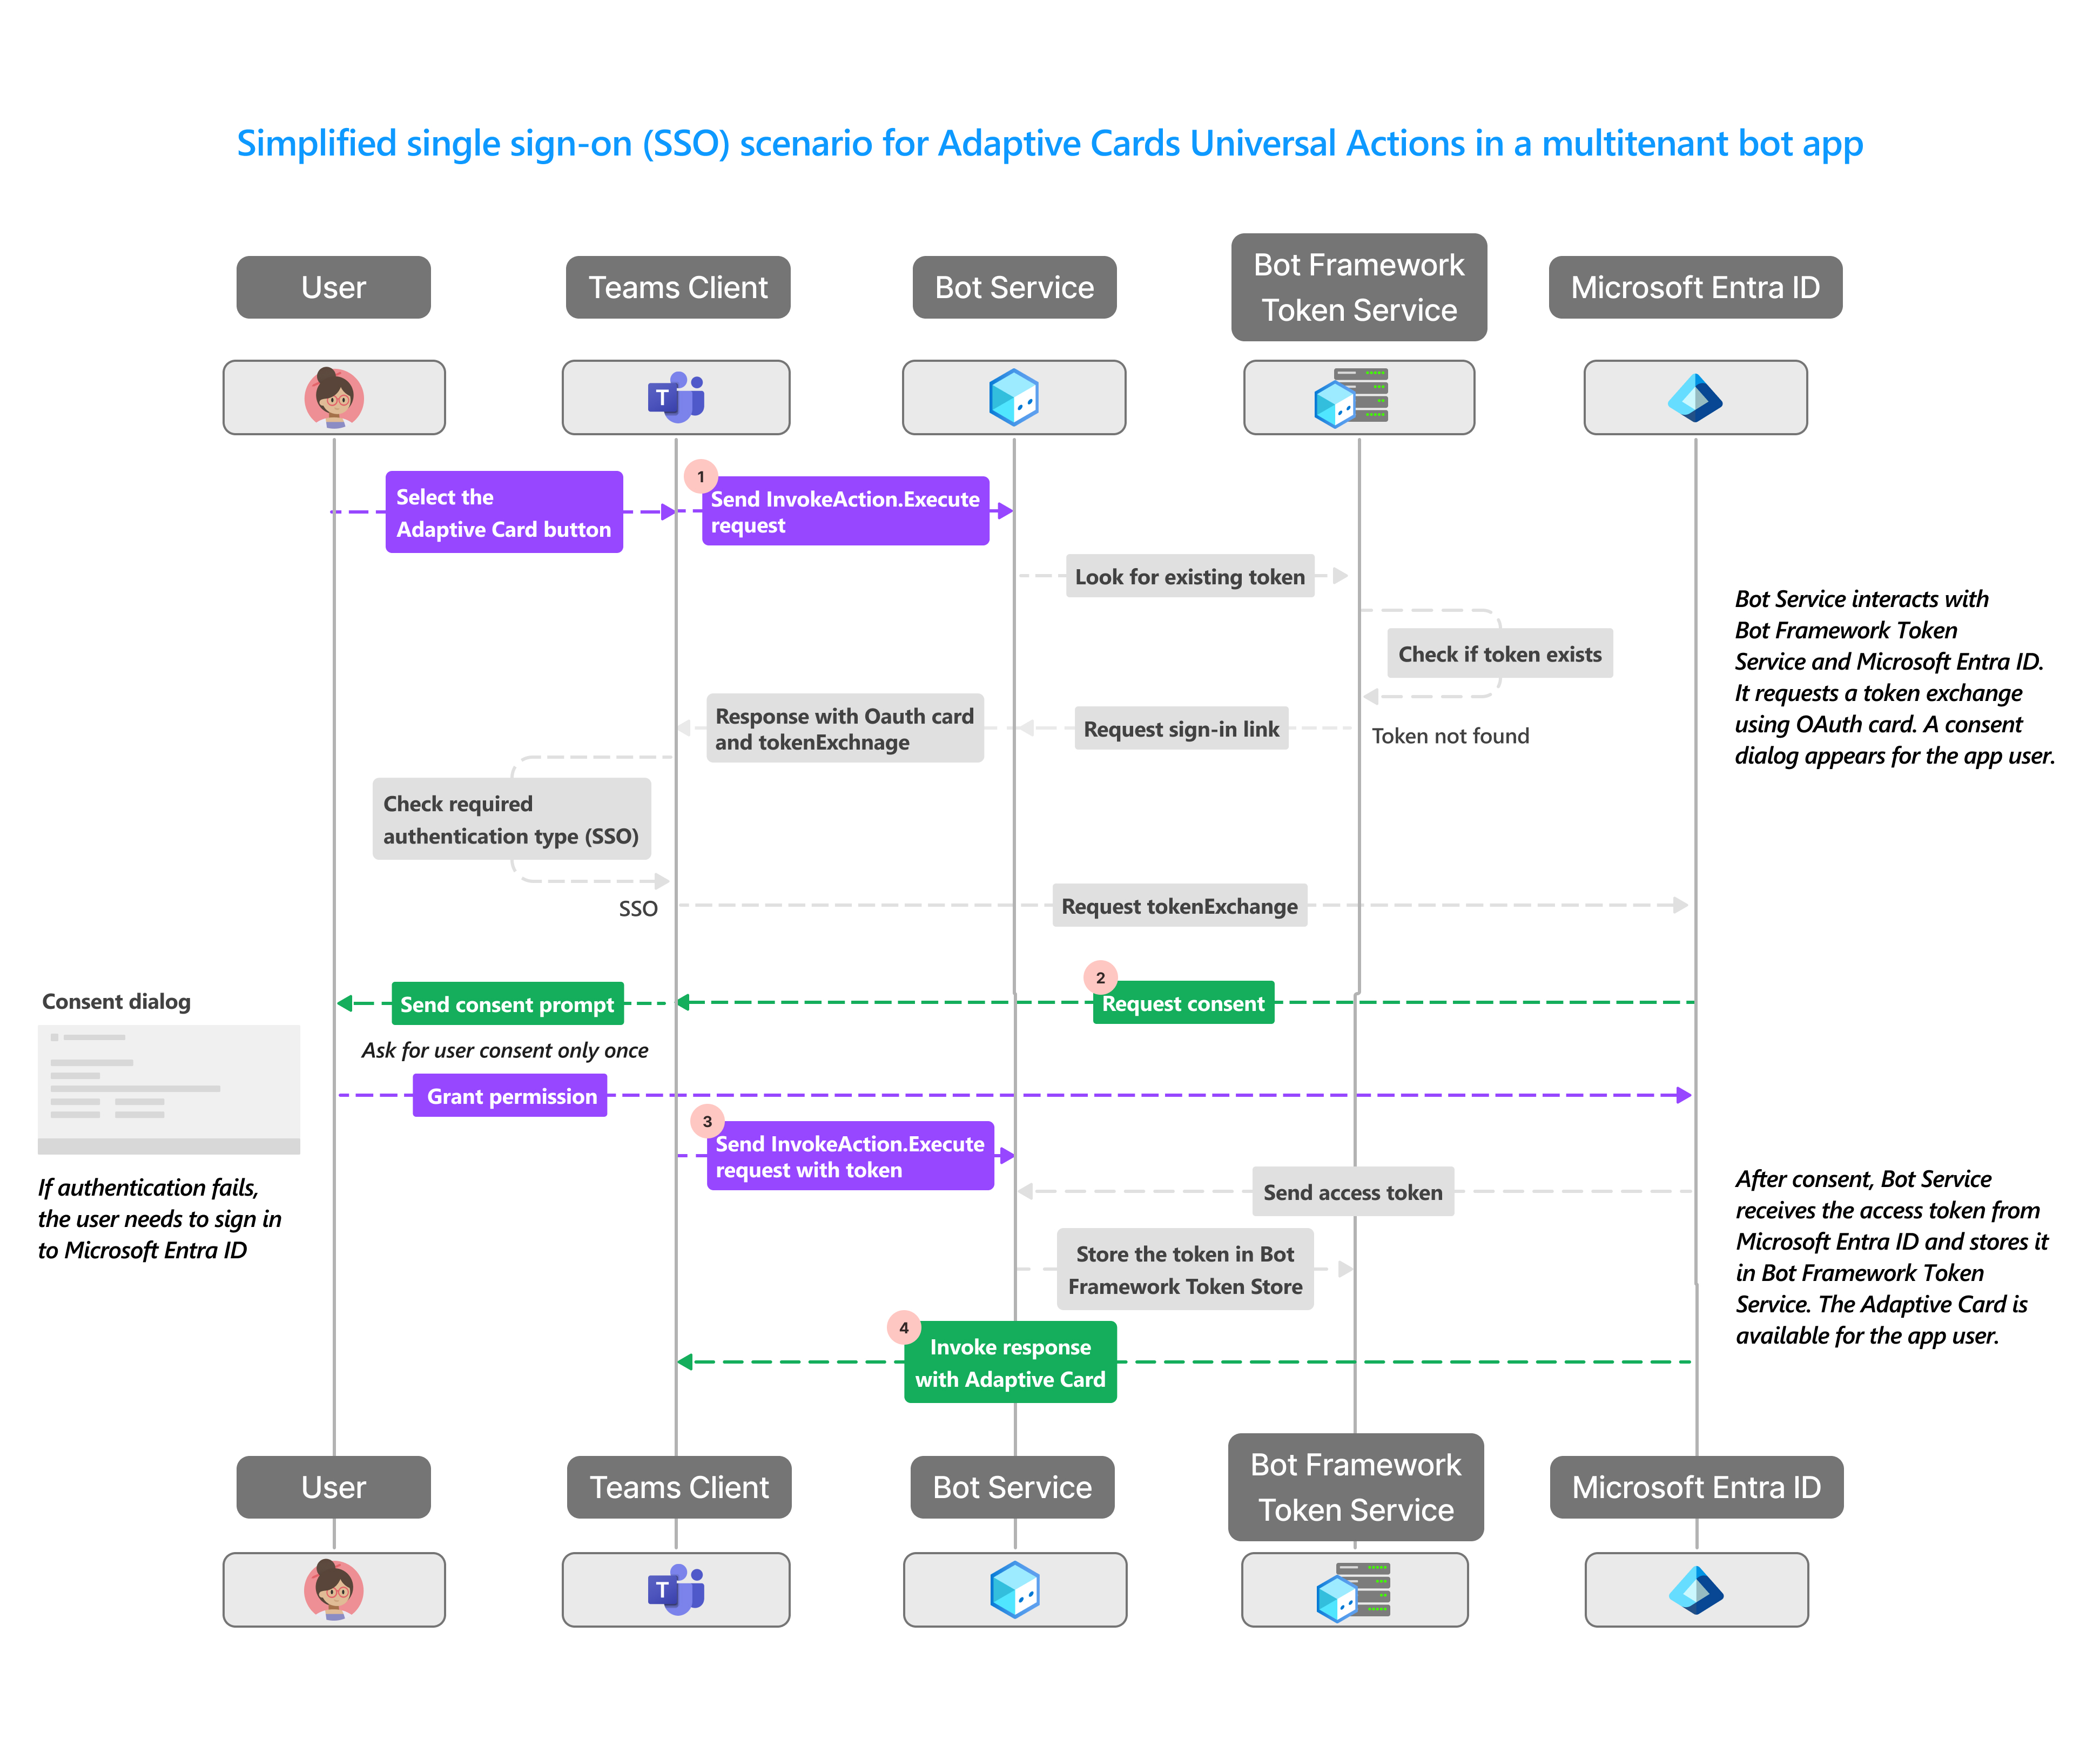 Simplified single sign-on (SSO) scenario for Adaptive Cards Universal Actions in a multitenant bot app
User
Teams Client
Bot Service
Bot Framework
Token Service
Microsoft Entra ID
T
Select the
Adaptive Card button
1
Send InvokeAction.Execute
request
Look for existing token
Check if token exists
Bot Service interacts with
Bot Framework Token
Service and Microsoft Entra ID.
It requests a token exchange
using OAuth card. A consent
dialog appears for the app user.
Response with Oauth card
and tokenExchnage
Request sign-in link
Token not found
Check required
authentication type (SSO)
SSO
Request tokenExchange
Consent dialog
Send consent prompt
2
Request consent
Ask for user consent only once
Grant permission
3
Send InvokeAction.Execute
request with token
If authentication fails,
the user needs to sign in
to Microsoft Entra ID
Send access token
After consent, Bot Service
receives the access token from
Microsoft Entra ID and stores it
in Bot Framework Token
Service. The Adaptive Card is
available for the app user.
Store the token in Bot
Framework Token Store
4
Invoke response
with Adaptive Card
User
Teams Client
Bot Service
Bot Framework
Token Service
Microsoft Entra ID
T